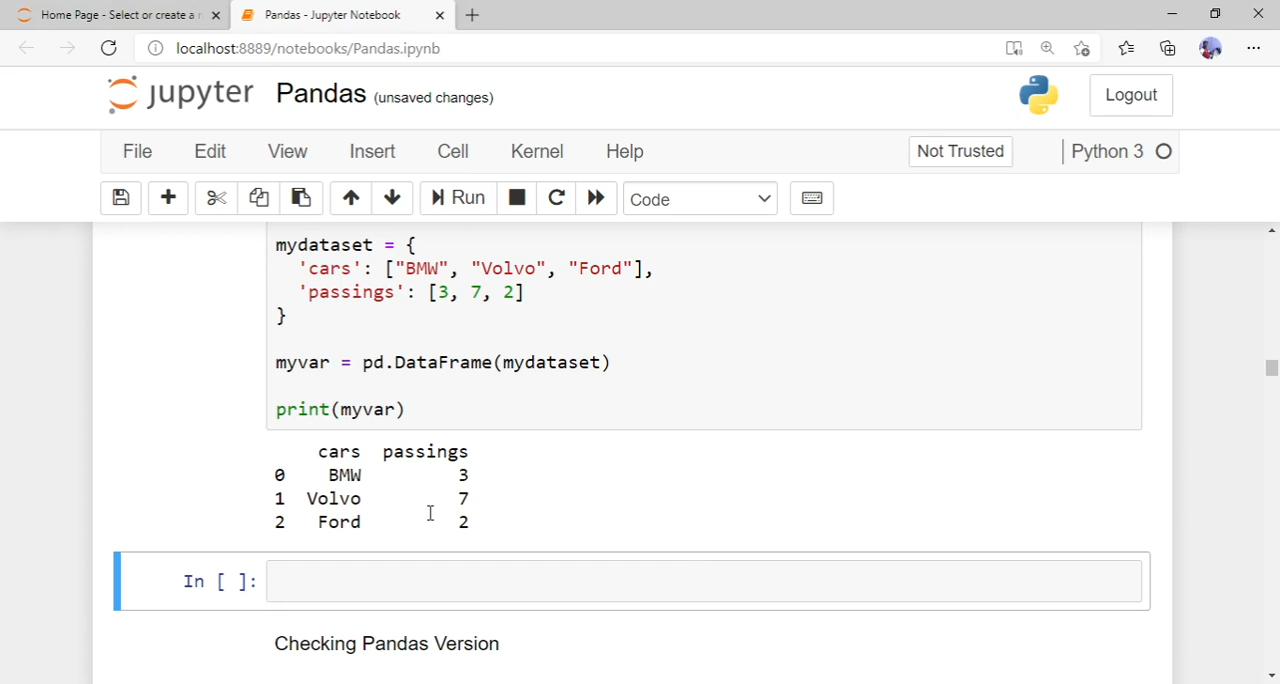 Home Page - Select or create a n
Pandas - Jupyter Notebook
localhost:8889/notebooks/Pandas.ipynb
jupyter Pandas (unsaved changes)
Logout
File Edit View Insert Cell Kernel Help
Not Trusted
Python 3
Run
Code
mydataset = {
'cars': ["BMW", "Volvo", "Ford"],
'passings': [3, 7, 2]
}
myvar = pd.DataFrame(mydataset)
print(myvar)
cars passings
0 BMW 3
1 Volvo 7
2 Ford 2
In [ ]:
Checking Pandas Version